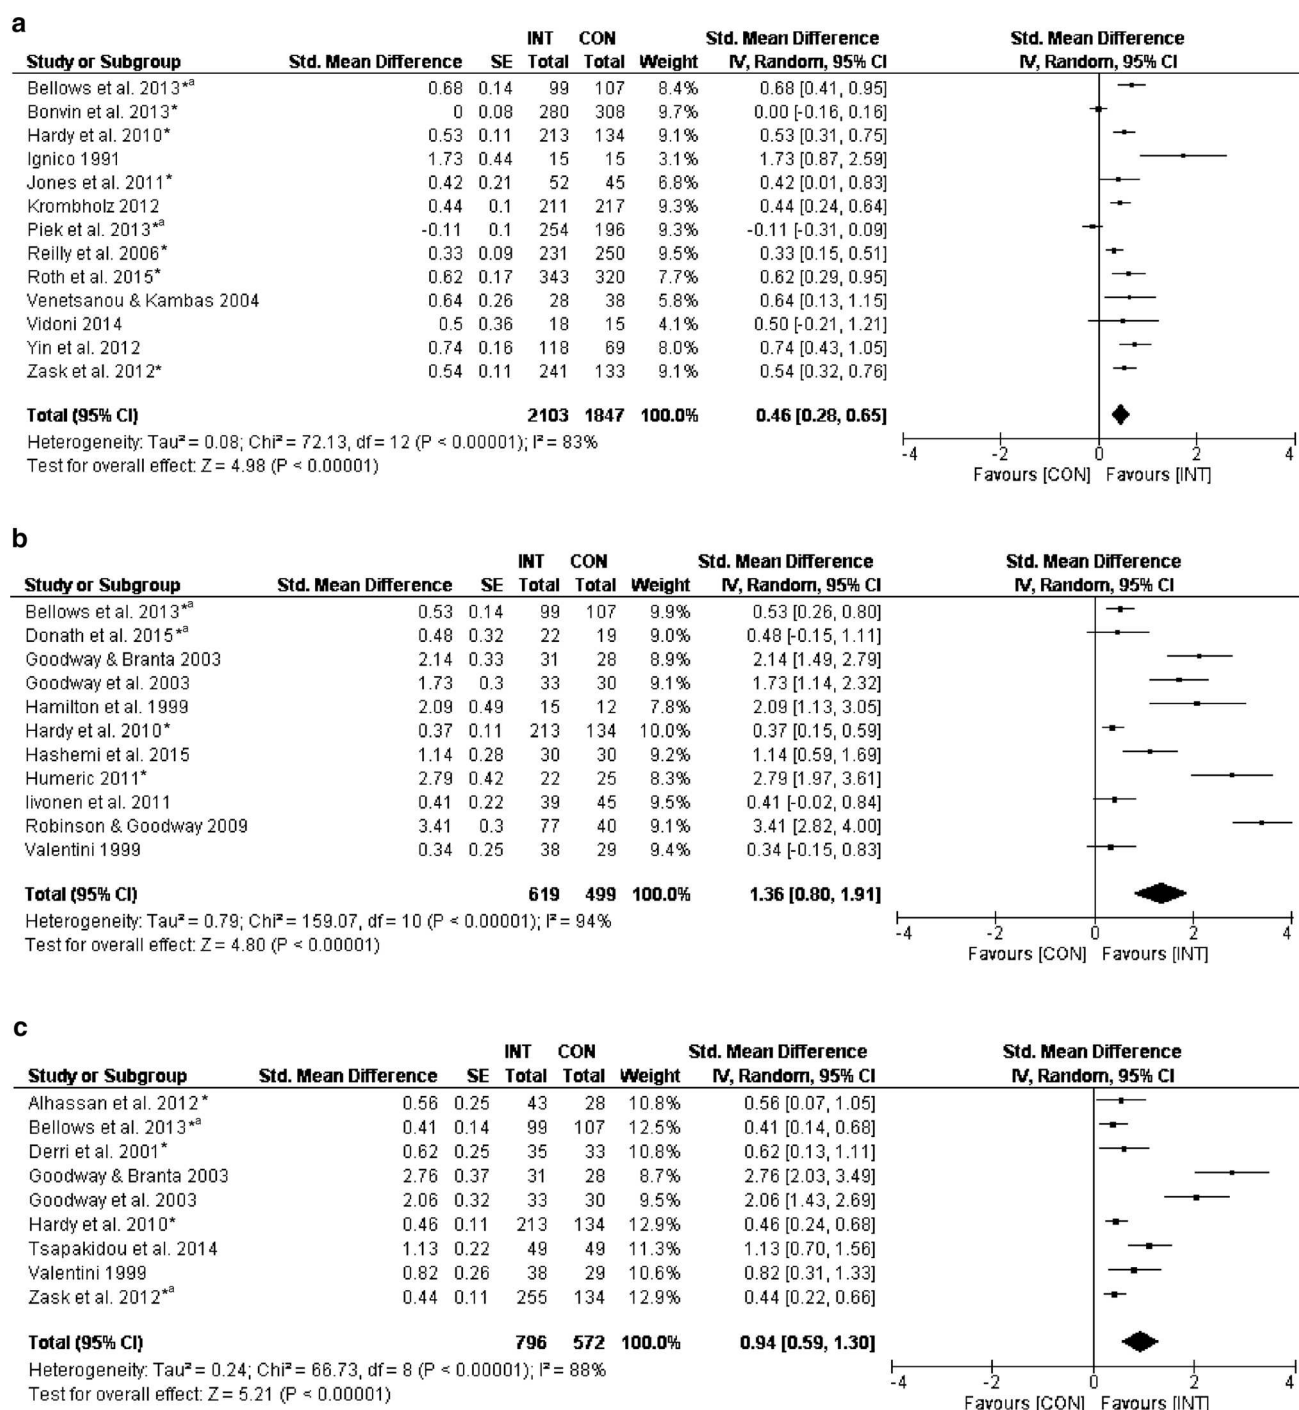 a
INT CON Std. Mean Difference Std. Mean Difference
Study or Subgroup Std. Mean Difference SE Total Total Weight IV, Random, 95% CI IV, Random, 95% CI
Bellows et al. 2013*ᵃ 0.68 0.14 99 107 8.4% 0.68 [0.41, 0.95]
Bonvin et al. 2013* 0 0.08 280 308 9.7% 0.00 [-0.16, 0.16]
Hardy et al. 2010* 0.53 0.11 213 134 9.1% 0.53 [0.31, 0.75]
Ignico 1991 1.73 0.44 15 15 3.1% 1.73 [0.87, 2.59]
Jones et al. 2011* 0.42 0.21 52 45 6.8% 0.42 [0.01, 0.83]
Krombholz 2012 0.44 0.1 211 217 9.3% 0.44 [0.24, 0.64]
Piek et al. 2013*ᵃ -0.11 0.1 254 196 9.3% -0.11 [-0.31, 0.09]
Reilly et al. 2006* 0.33 0.09 231 250 9.5% 0.33 [0.15, 0.51]
Roth et al. 2015* 0.62 0.17 343 320 7.7% 0.62 [0.29, 0.95]
Venetsanou & Kambas 2004 0.64 0.26 28 38 5.8% 0.64 [0.13, 1.15]
Vidoni 2014 0.5 0.36 18 15 4.1% 0.50 [-0.21, 1.21]
Yin et al. 2012 0.74 0.16 118 69 8.0% 0.74 [0.43, 1.05]
Zask et al. 2012* 0.54 0.11 241 133 9.1% 0.54 [0.32, 0.76]
Total (95% CI) 2103 1847 100.0% 0.46 [0.28, 0.65]
Heterogeneity: Tau² = 0.08; Chi² = 72.13, df = 12 (P < 0.00001); I² = 83%
Test for overall effect: Z = 4.98 (P < 0.00001)
-4 -2 0 2 4
Favours [CON] Favours [INT]
b
INT CON Std. Mean Difference Std. Mean Difference
Study or Subgroup Std. Mean Difference SE Total Total Weight IV, Random, 95% CI IV, Random, 95% CI
Bellows et al. 2013*ᵃ 0.53 0.14 99 107 9.9% 0.53 [0.26, 0.80]
Donath et al. 2015*ᵃ 0.48 0.32 22 19 9.0% 0.48 [-0.15, 1.11]
Goodway & Branta 2003 2.14 0.33 31 28 8.9% 2.14 [1.49, 2.79]
Goodway et al. 2003 1.73 0.3 33 30 9.1% 1.73 [1.14, 2.32]
Hamilton et al. 1999 2.09 0.49 15 12 7.8% 2.09 [1.13, 3.05]
Hardy et al. 2010* 0.37 0.11 213 134 10.0% 0.37 [0.15, 0.59]
Hashemi et al. 2015 1.14 0.28 30 30 9.2% 1.14 [0.59, 1.69]
Humeric 2011* 2.79 0.42 22 25 8.3% 2.79 [1.97, 3.61]
Iivonen et al. 2011 0.41 0.22 39 45 9.5% 0.41 [-0.02, 0.84]
Robinson & Goodway 2009 3.41 0.3 77 40 9.1% 3.41 [2.82, 4.00]
Valentini 1999 0.34 0.25 38 29 9.4% 0.34 [-0.15, 0.83]
Total (95% CI) 619 499 100.0% 1.36 [0.80, 1.91]
Heterogeneity: Tau² = 0.79; Chi² = 159.07, df = 10 (P < 0.00001); I² = 94%
Test for overall effect: Z = 4.80 (P < 0.00001)
-4 -2 0 2 4
Favours [CON] Favours [INT]
c
INT CON Std. Mean Difference Std. Mean Difference
Study or Subgroup Std. Mean Difference SE Total Total Weight IV, Random, 95% CI IV, Random, 95% CI
Alhassan et al. 2012* 0.56 0.25 43 28 10.8% 0.56 [0.07, 1.05]
Bellows et al. 2013*ᵃ 0.41 0.14 99 107 12.5% 0.41 [0.14, 0.68]
Derri et al. 2001* 0.62 0.25 35 33 10.8% 0.62 [0.13, 1.11]
Goodway & Branta 2003 2.76 0.37 31 28 8.7% 2.76 [2.03, 3.49]
Goodway et al. 2003 2.06 0.32 33 30 9.5% 2.06 [1.43, 2.69]
Hardy et al. 2010* 0.46 0.11 213 134 12.9% 0.46 [0.24, 0.68]
Tsapakidou et al. 2014 1.13 0.22 49 49 11.3% 1.13 [0.70, 1.56]
Valentini 1999 0.82 0.26 38 29 10.6% 0.82 [0.31, 1.33]
Zask et al. 2012*ᵃ 0.44 0.11 255 134 12.9% 0.44 [0.22, 0.66]
Total (95% CI) 796 572 100.0% 0.94 [0.59, 1.30]
Heterogeneity: Tau² = 0.24; Chi² = 66.73, df = 8 (P < 0.00001); I² = 88%
Test for overall effect: Z = 5.21 (P < 0.00001)
-4 -2 0 2 4
Favours [CON] Favours [INT]